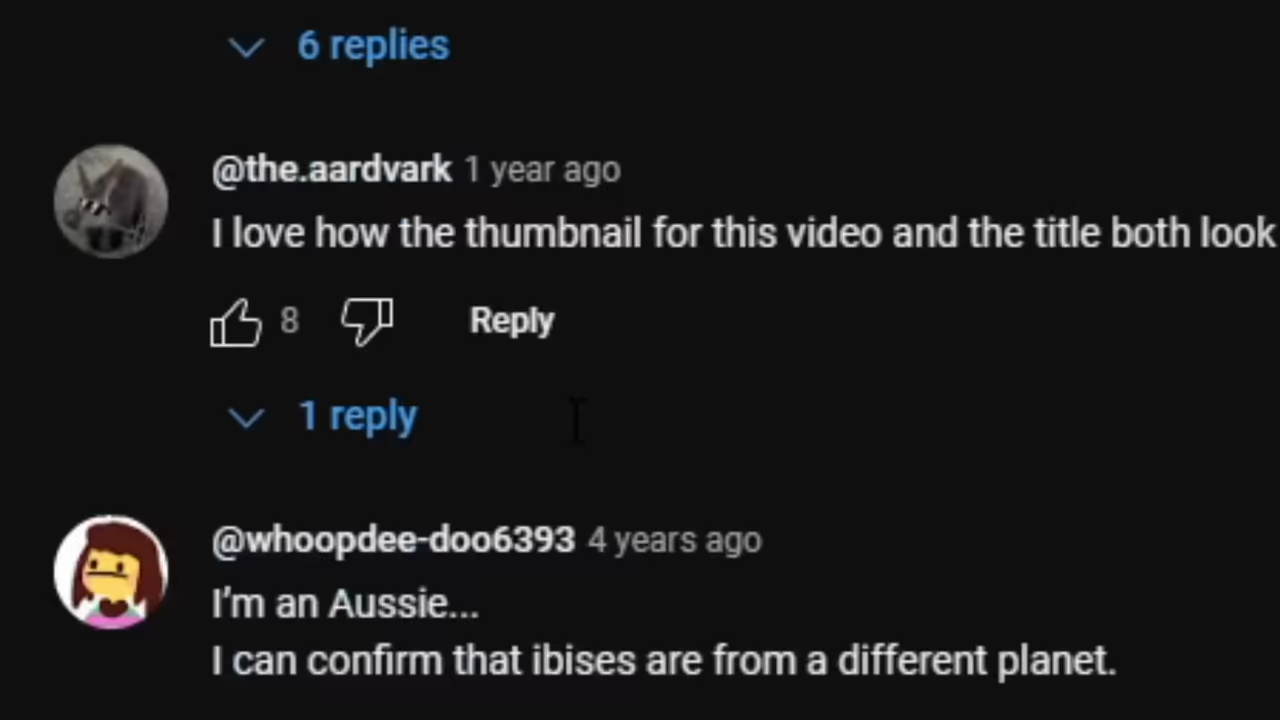 6 replies
@the.aardvark 1 year ago
I love how the thumbnail for this video and the title both look
8 Reply
1 reply
@whoopdee-doo6393 4 years ago
I'm an Aussie...
I can confirm that ibises are from a different planet.